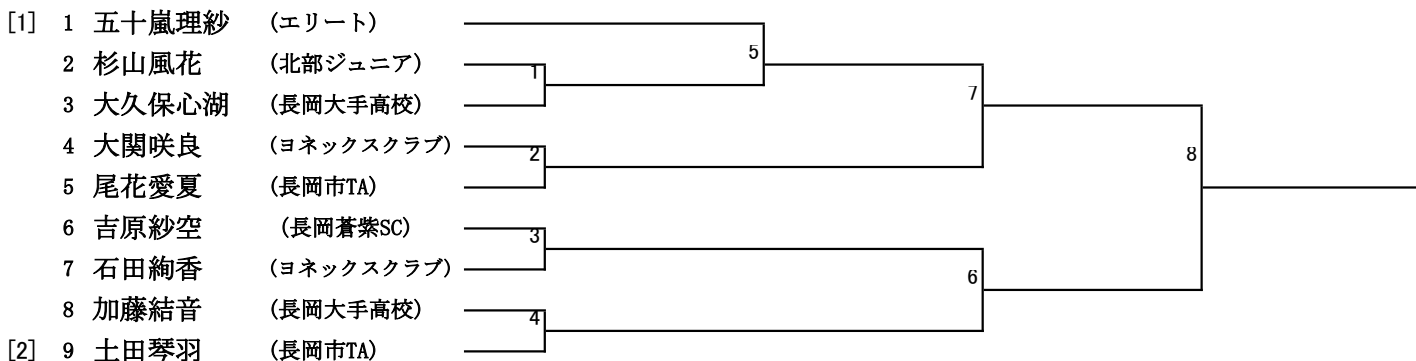 [1] 1 五十嵐理紗 (エリート)
5
2 杉山風花 (北部ジュニア)
1
7
3 大久保心湖 (長岡大手高校)
4 大関咲良 (ヨネックスクラブ)
2
8
5 尾花愛夏 (長岡市TA)
6 吉原紗空 (長岡蒼紫SC)
3
7 石田絢香 (ヨネックスクラブ)
6
8 加藤結音 (長岡大手高校)
4
[2] 9 土田琴羽 (長岡市TA)